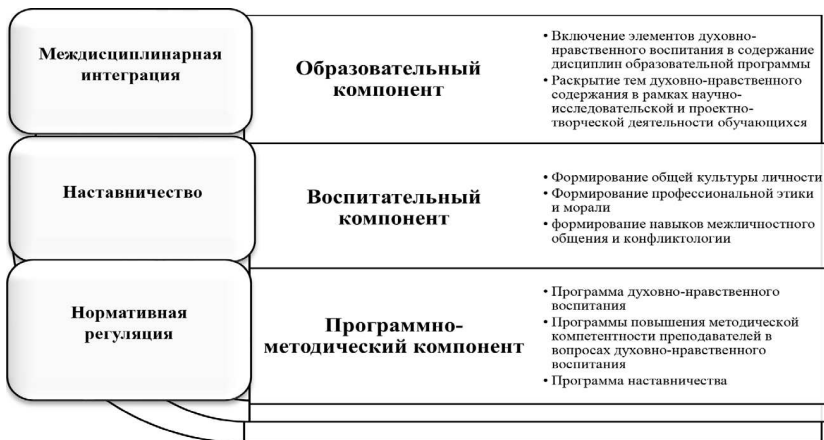 Междисциплинарная
интеграция
Образовательный
компонент
• Включение элементов духовно-
нравственного воспитания в содержание
дисциплин образовательной программы
• Раскрытие тем духовно-нравственного
содержания в рамках научно-
исследовательской и проектно-
творческой деятельности обучающихся
Наставничество
Воспитательный
компонент
• Формирование общей культуры личности
• Формирование профессиональной этики
и морали
• формирование навыков межличностного
общения и конфликтологии
Нормативная
регуляция
Программно-
методический компонент
• Программа духовно-нравственного
воспитания
• Программы повышения методической
компетентности преподавателей в
вопросах духовно-нравственного
воспитания
• Программа наставничества